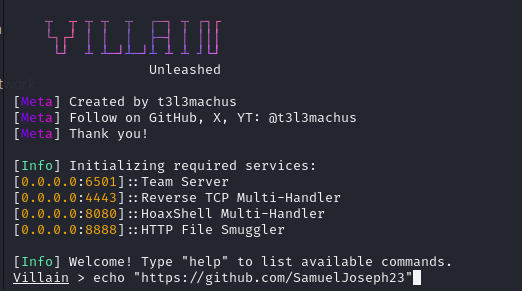 VILLAIN
Unleashed
work
[Meta] Created by t3l3machus
[Meta] Follow on GitHub, X, YT: @t3l3machus
[Meta] Thank you!
[Info] Initializing required services:
[0.0.0.0:6501]::Team Server
[0.0.0.0:4443]::Reverse TCP Multi-Handler
[0.0.0.0:8080]::HoaxShell Multi-Handler
[0.0.0.0:8888]::HTTP File Smuggler
[Info] Welcome! Type "help" to list available commands.
Villain > echo "https://github.com/SamuelJoseph23"